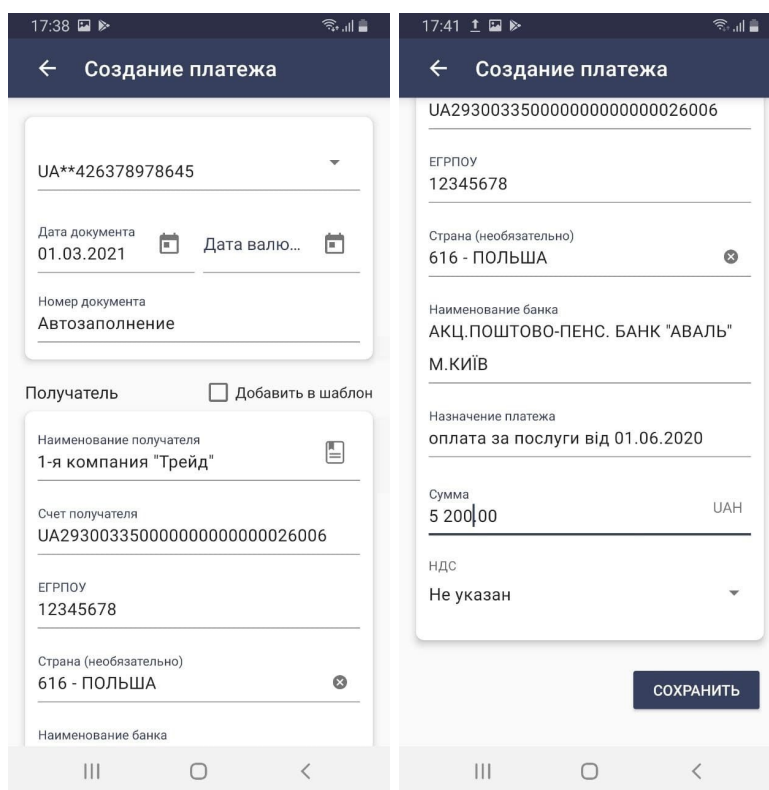 17:38
Создание платежа
UA**426378978645
Дата документа
01.03.2021
Дата валю...
Номер документа
Автозаполнение
Получатель
Добавить в шаблон
Наименование получателя
1-я компания "Трейд"
Счет получателя
UA293003350000000000000026006
ЕГРПОУ
12345678
Страна (необязательно)
616 - ПОЛЬША
Наименование банка
17:41
Создание платежа
UA293003350000000000000026006
ЕГРПОУ
12345678
Страна (необязательно)
616 - ПОЛЬША
Наименование банка
АКЦ.ПОШТОВО-ПЕНС. БАНК "АВАЛЬ"
М.КИЇВ
Назначение платежа
оплата за послуги від 01.06.2020
Сумма
5 200.00
UAH
НДС
Не указан
СОХРАНИТЬ